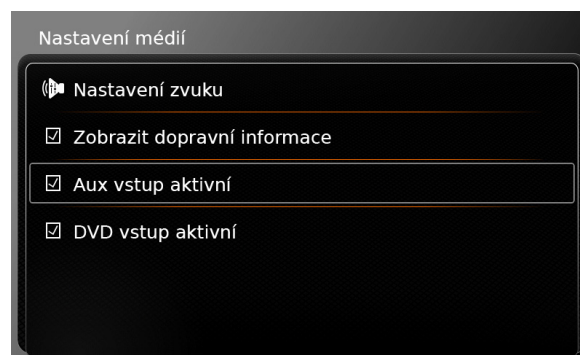 Nastavení médií
Nastavení zvuku
Zobrazit dopravní informace
Aux vstup aktivní
DVD vstup aktivní